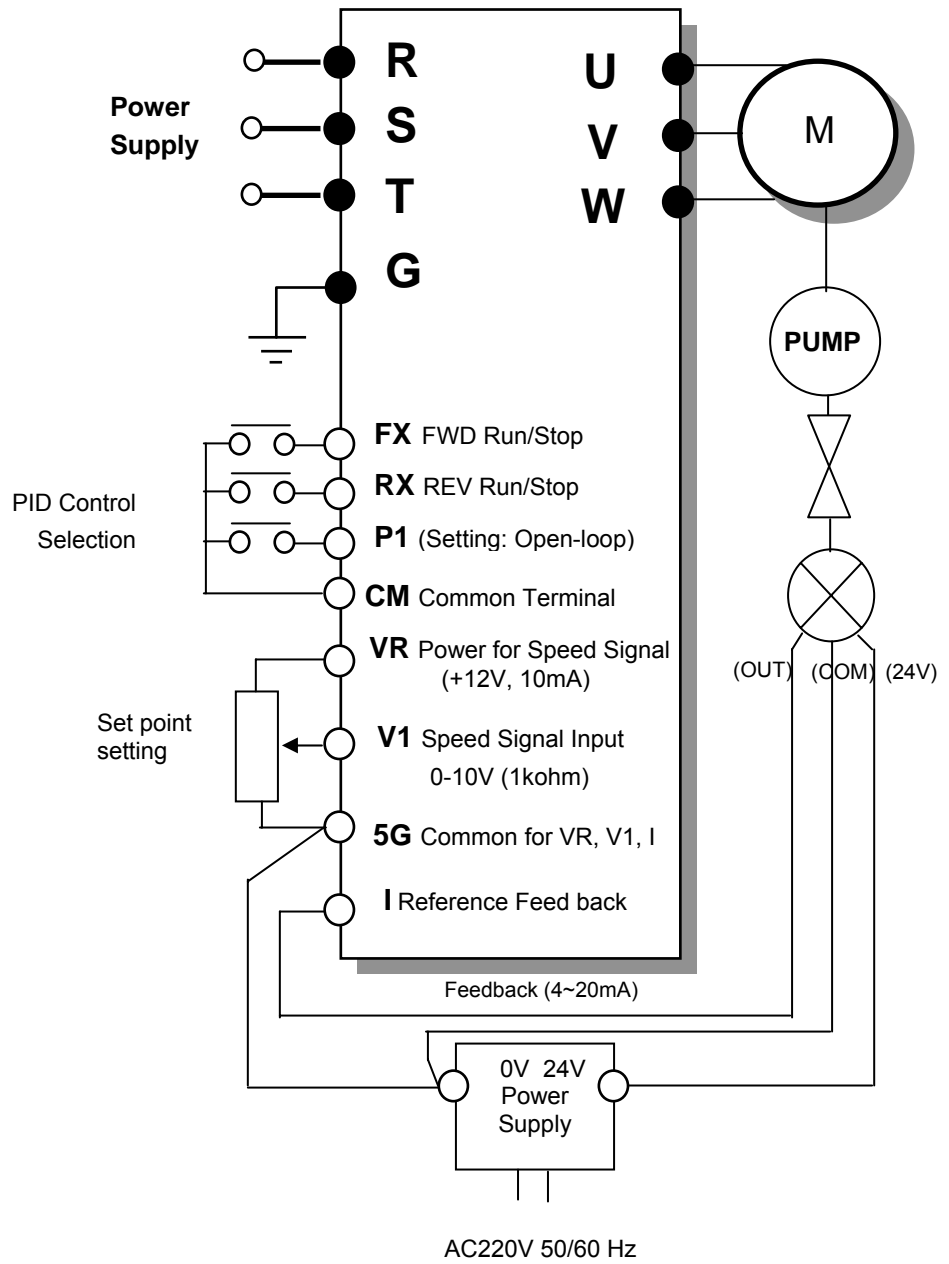 R
Power
Supply
S
T
G
U
V
W
M
PUMP
FX FWD Run/Stop
RX REV Run/Stop
PID Control
Selection
P1 (Setting: Open-loop)
CM Common Terminal
VR Power for Speed Signal
(+12V, 10mA)
Set point
setting
V1 Speed Signal Input
0-10V (1kohm)
5G Common for VR, V1, I
I Reference Feed back
(OUT) (COM) (24V)
Feedback (4~20mA)
0V 24V
Power
Supply
AC220V 50/60 Hz